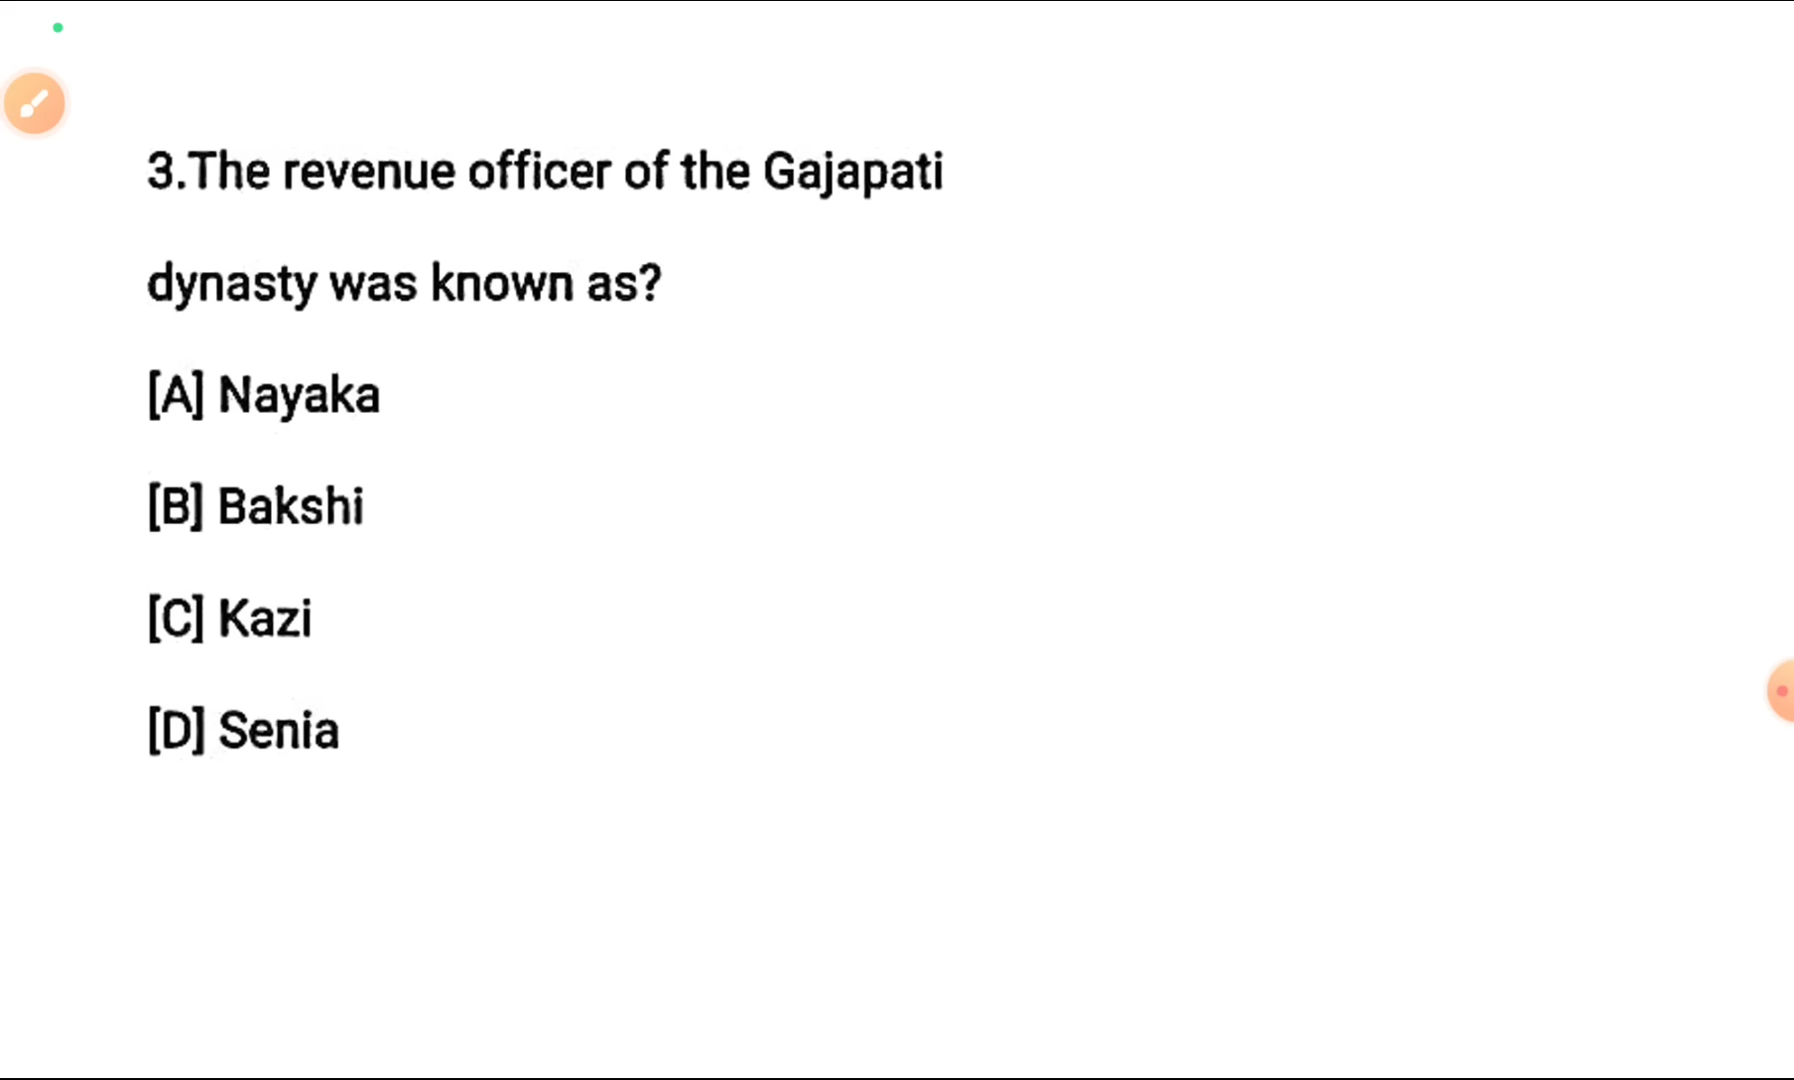 3.The revenue officer of the Gajapati
dynasty was known as?
[A] Nayaka
[B] Bakshi
[C] Kazi
[D] Senia